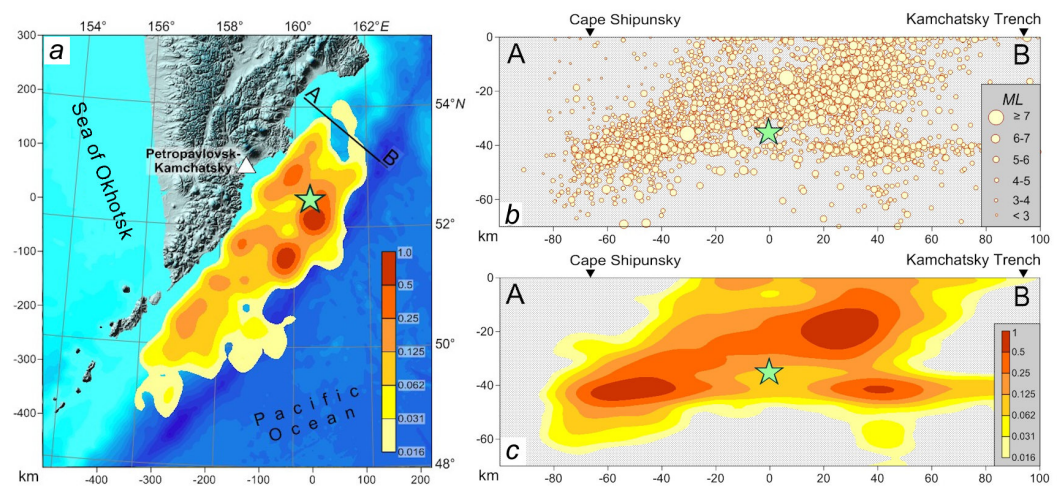 154° 156° 158° 160° 162° E
a
300
200
100
0
-100
-200
-300
-400
km
-400 -300 -200 -100 0 100 200
54°N
52°
50°
48°
Sea of Okhotsk
Petropavlovsk-
Kamchatsky
A
B
Pacific
Ocean
1.0
0.5
0.25
0.125
0.062
0.031
0.016
Cape Shipunsky
Kamchatsky Trench
A
B
b
0
-20
-40
-60
km
-80 -60 -40 -20 0 20 40 60 80 100
ML
≥ 7
6-7
5-6
4-5
3-4
< 3
Cape Shipunsky
Kamchatsky Trench
A
B
c
0
-20
-40
-60
km
-80 -60 -40 -20 0 20 40 60 80 100
1
0.5
0.25
0.125
0.062
0.031
0.016